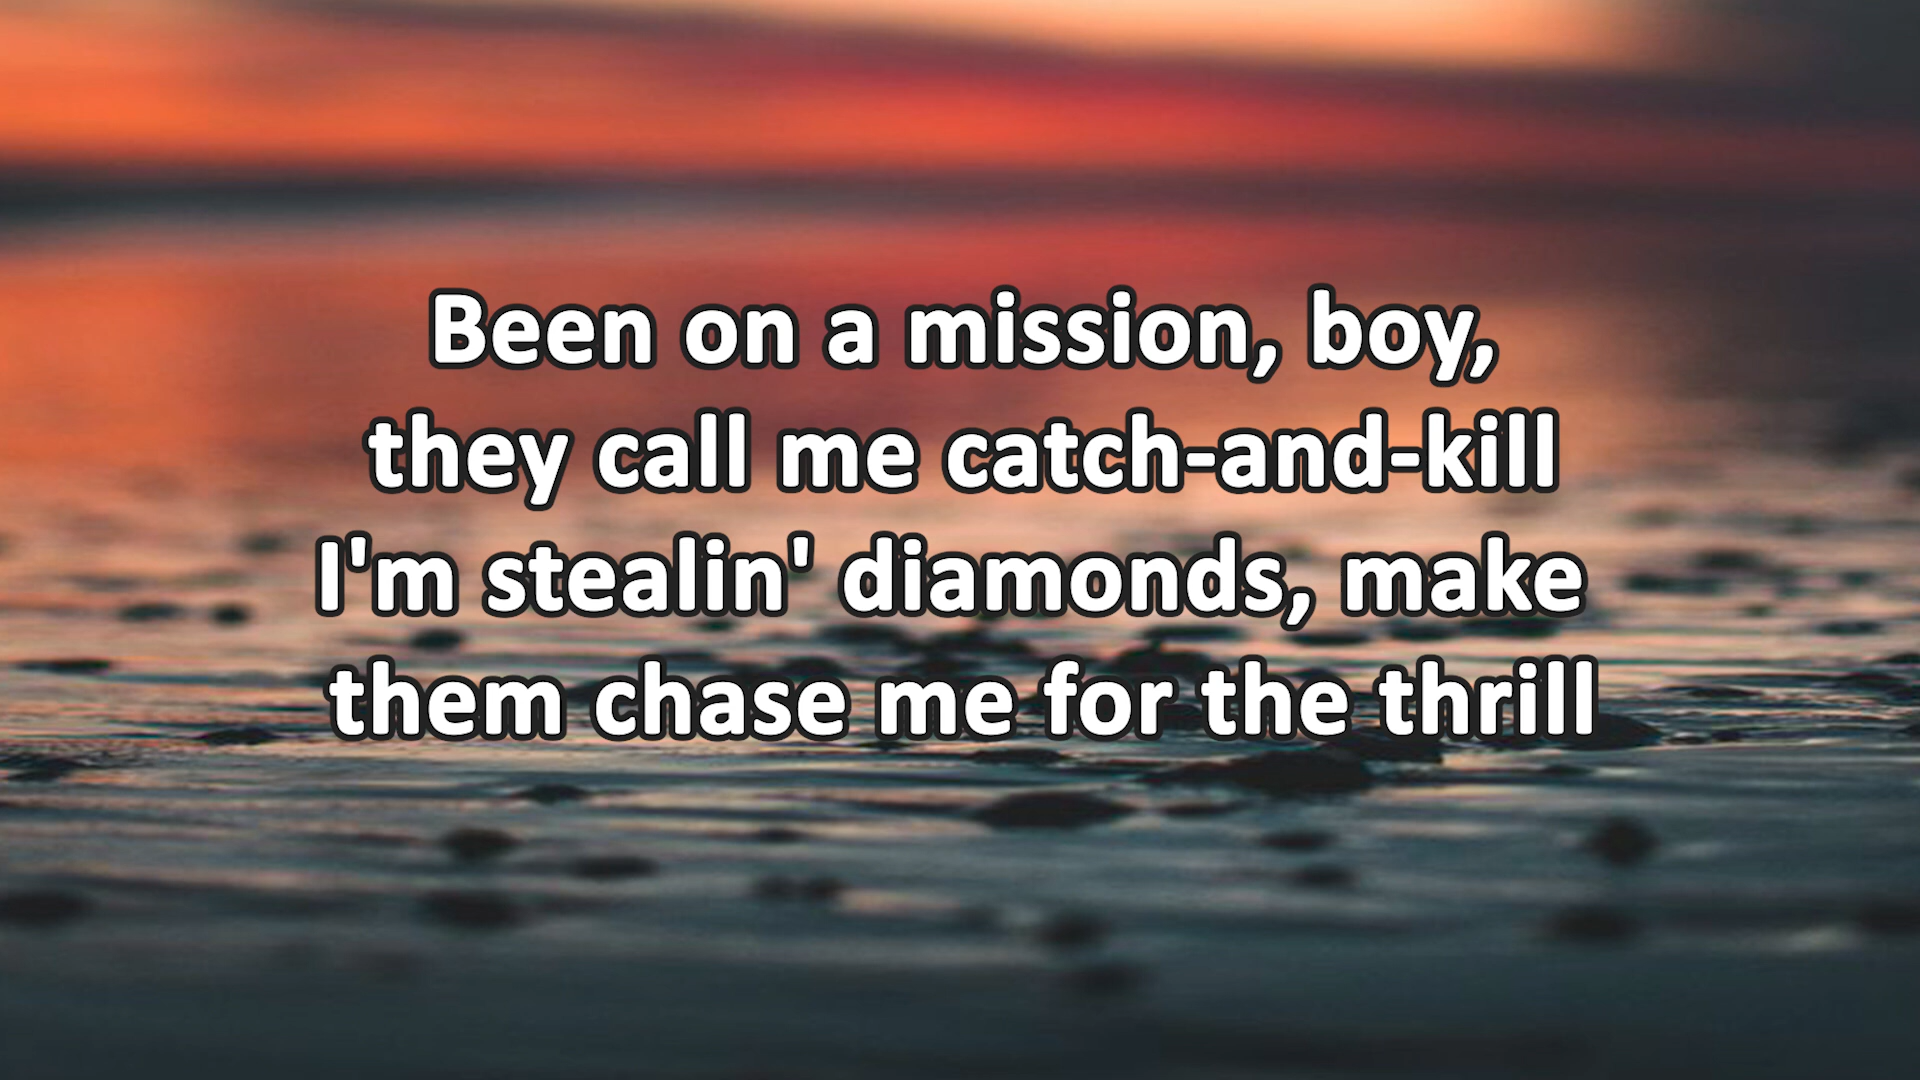 Been on a mission, boy,
they call me catch-and-kill
I'm stealin' diamonds, make
them chase me for the thrill